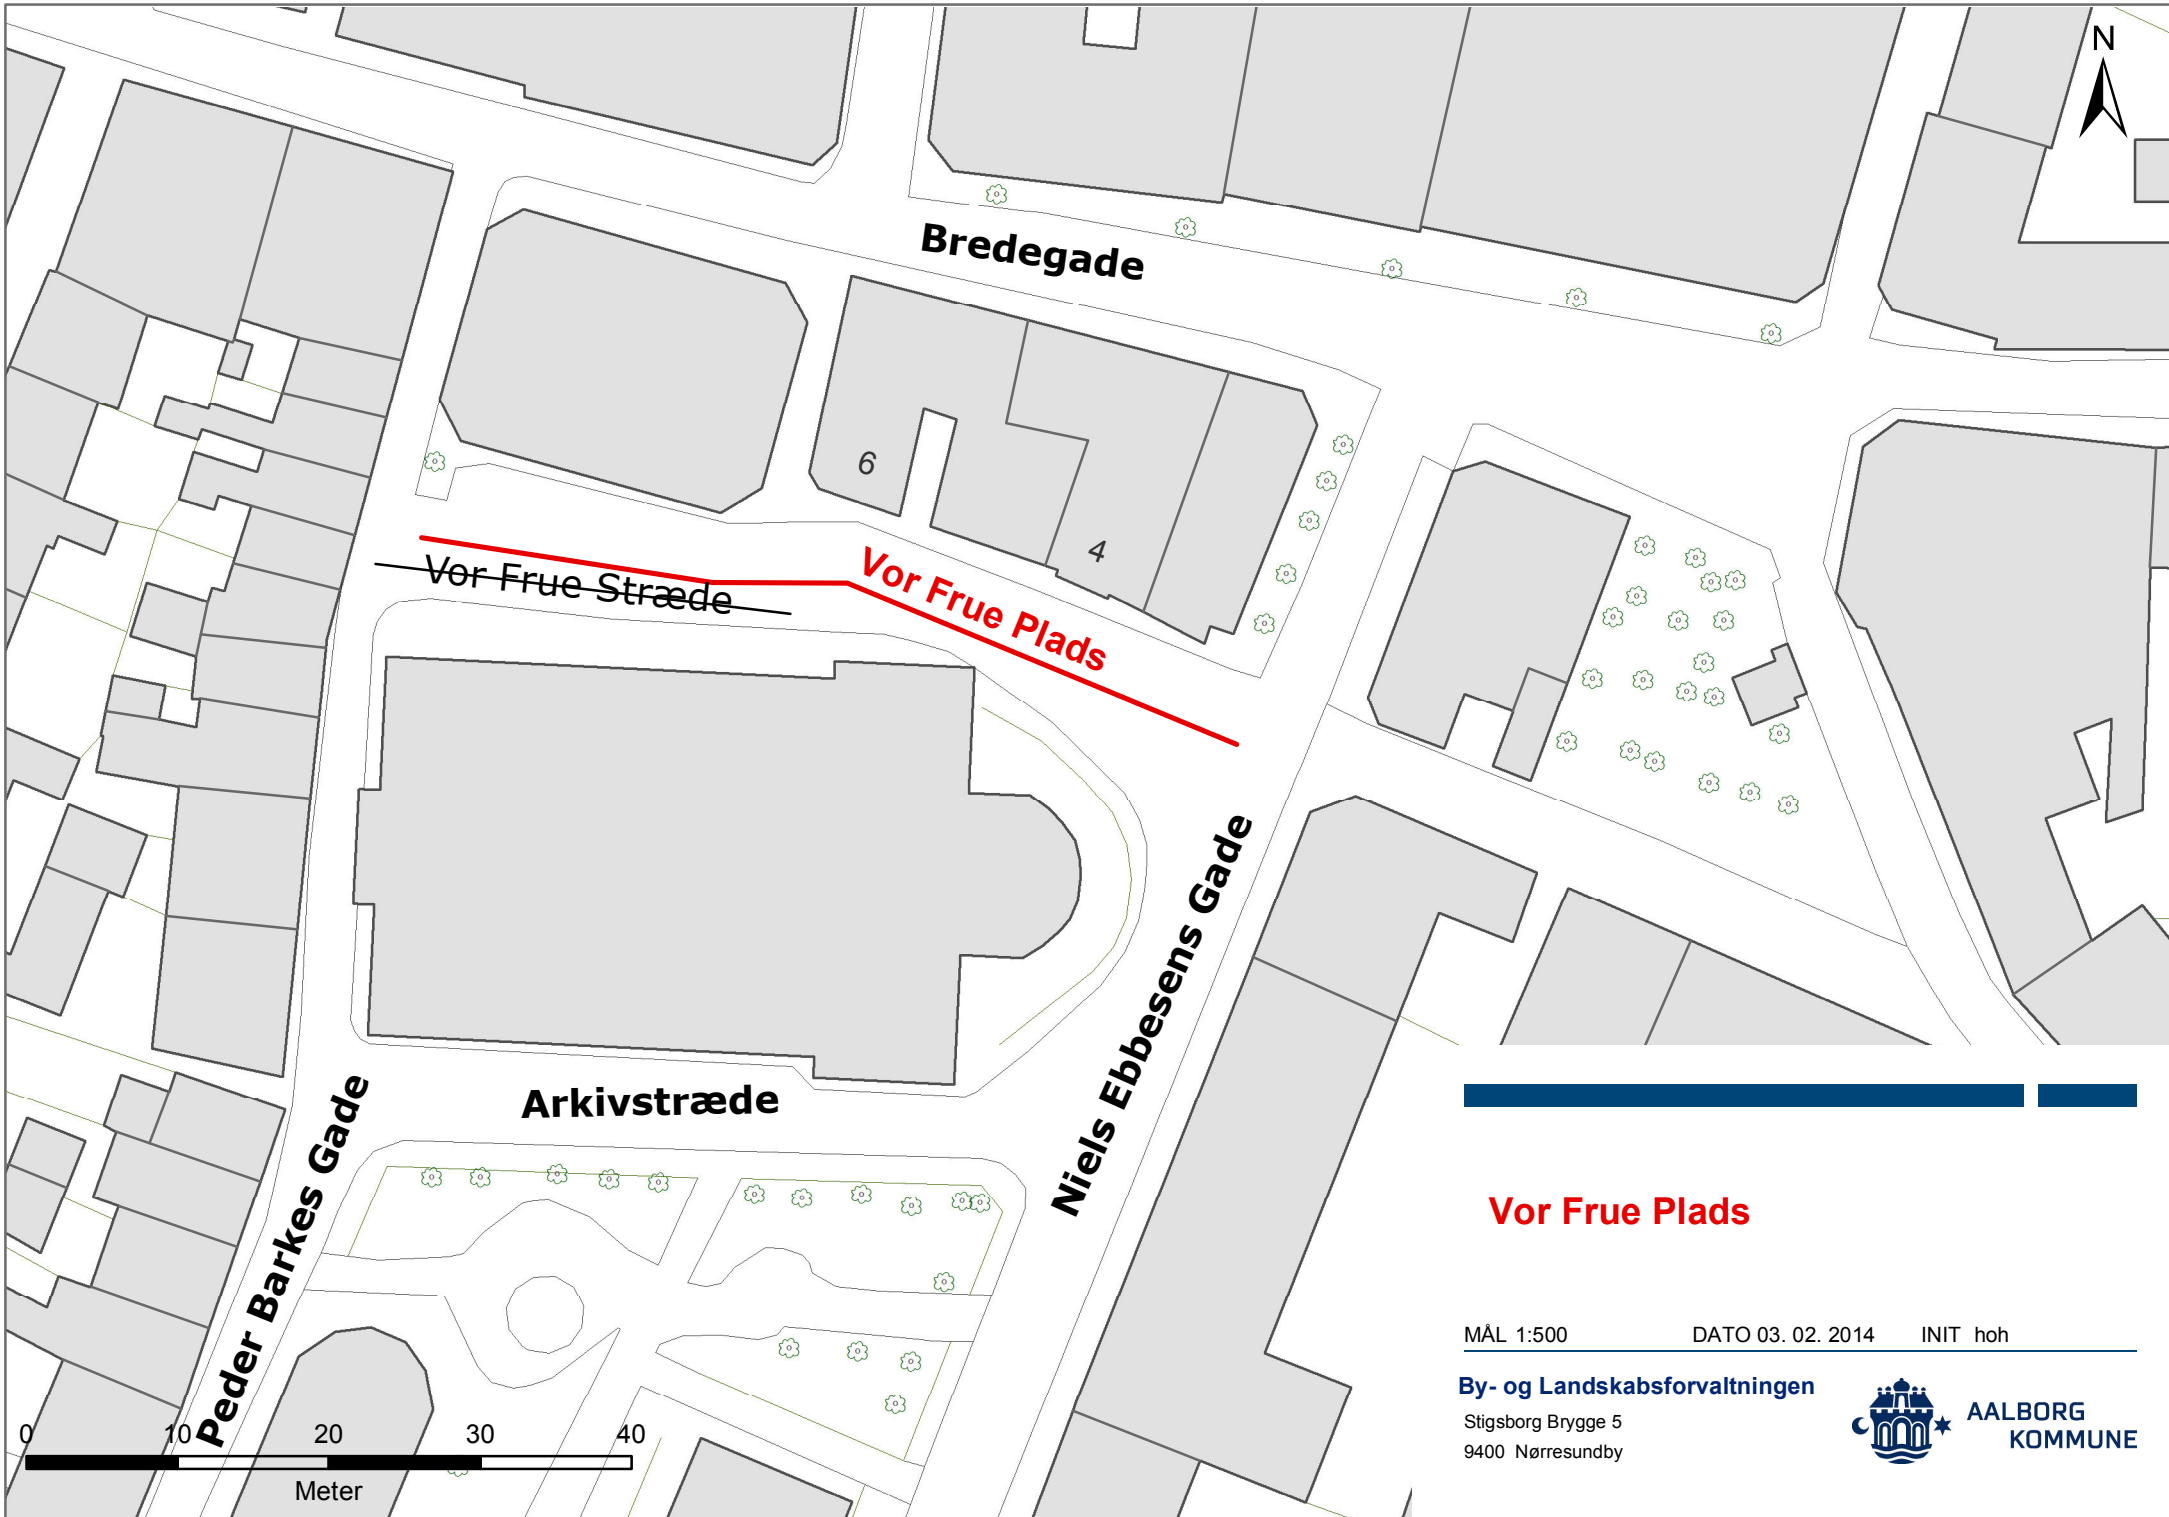 N
Bredegade
6
4
Vor Frue Stræde
Vor Frue Plads
Niels Ebbesens Gade
Arkivstræde
Peder Barkes Gade
0 10 20 30 40
Meter
Vor Frue Plads
MÅL 1:500 DATO 03. 02. 2014 INIT hoh
By- og Landskabsforvaltningen
Stigsborg Brygge 5
9400 Nørresundby
AALBORG
KOMMUNE